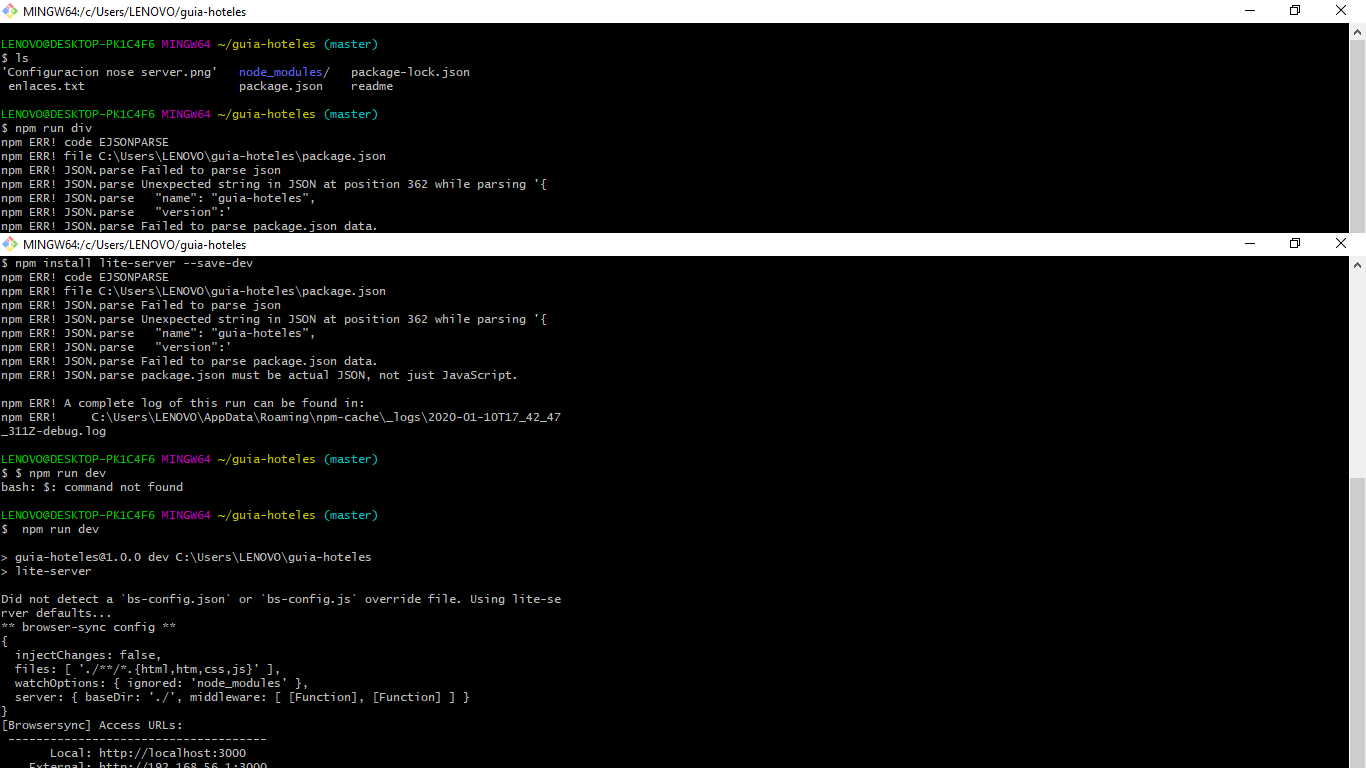 MINGW64:/c/Users/LENOVO/guia-hoteles
LENOVO@DESKTOP-PK1C4F6 MINGW64 ~/guia-hoteles (master)
$ ls
'Configuracion nose server.png'   node_modules/   package-lock.json
 enlaces.txt                      package.json    readme
LENOVO@DESKTOP-PK1C4F6 MINGW64 ~/guia-hoteles (master)
$ npm run div
npm ERR! code EJSONPARSE
npm ERR! file C:\Users\LENOVO\guia-hoteles\package.json
npm ERR! JSON.parse Failed to parse json
npm ERR! JSON.parse Unexpected string in JSON at position 362 while parsing '{
npm ERR! JSON.parse   "name": "guia-hoteles",
npm ERR! JSON.parse   "version":'
npm ERR! JSON.parse Failed to parse package.json data.
MINGW64:/c/Users/LENOVO/guia-hoteles
$ npm install lite-server --save-dev
npm ERR! code EJSONPARSE
npm ERR! file C:\Users\LENOVO\guia-hoteles\package.json
npm ERR! JSON.parse Failed to parse json
npm ERR! JSON.parse Unexpected string in JSON at position 362 while parsing '{
npm ERR! JSON.parse   "name": "guia-hoteles",
npm ERR! JSON.parse   "version":'
npm ERR! JSON.parse Failed to parse package.json data.
npm ERR! JSON.parse package.json must be actual JSON, not just JavaScript.
npm ERR! A complete log of this run can be found in:
npm ERR!     C:\Users\LENOVO\AppData\Roaming\npm-cache\_logs\2020-01-10T17_42_47
_311Z-debug.log
LENOVO@DESKTOP-PK1C4F6 MINGW64 ~/guia-hoteles (master)
$ $ npm run dev
bash: $: command not found
LENOVO@DESKTOP-PK1C4F6 MINGW64 ~/guia-hoteles (master)
$  npm run dev
> guia-hoteles@1.0.0 dev C:\Users\LENOVO\guia-hoteles
> lite-server
Did not detect a `bs-config.json` or `bs-config.js` override file. Using lite-se
rver defaults...
** browser-sync config **
{
  injectChanges: false,
  files: [ './**/*.{html,htm,css,js}' ],
  watchOptions: { ignored: 'node_modules' },
  server: { baseDir: './', middleware: [ [Function], [Function] ] }
}
[Browsersync] Access URLs:
 -------------------------------------
       Local: http://localhost:3000
    External: http://192.168.56.1:3000